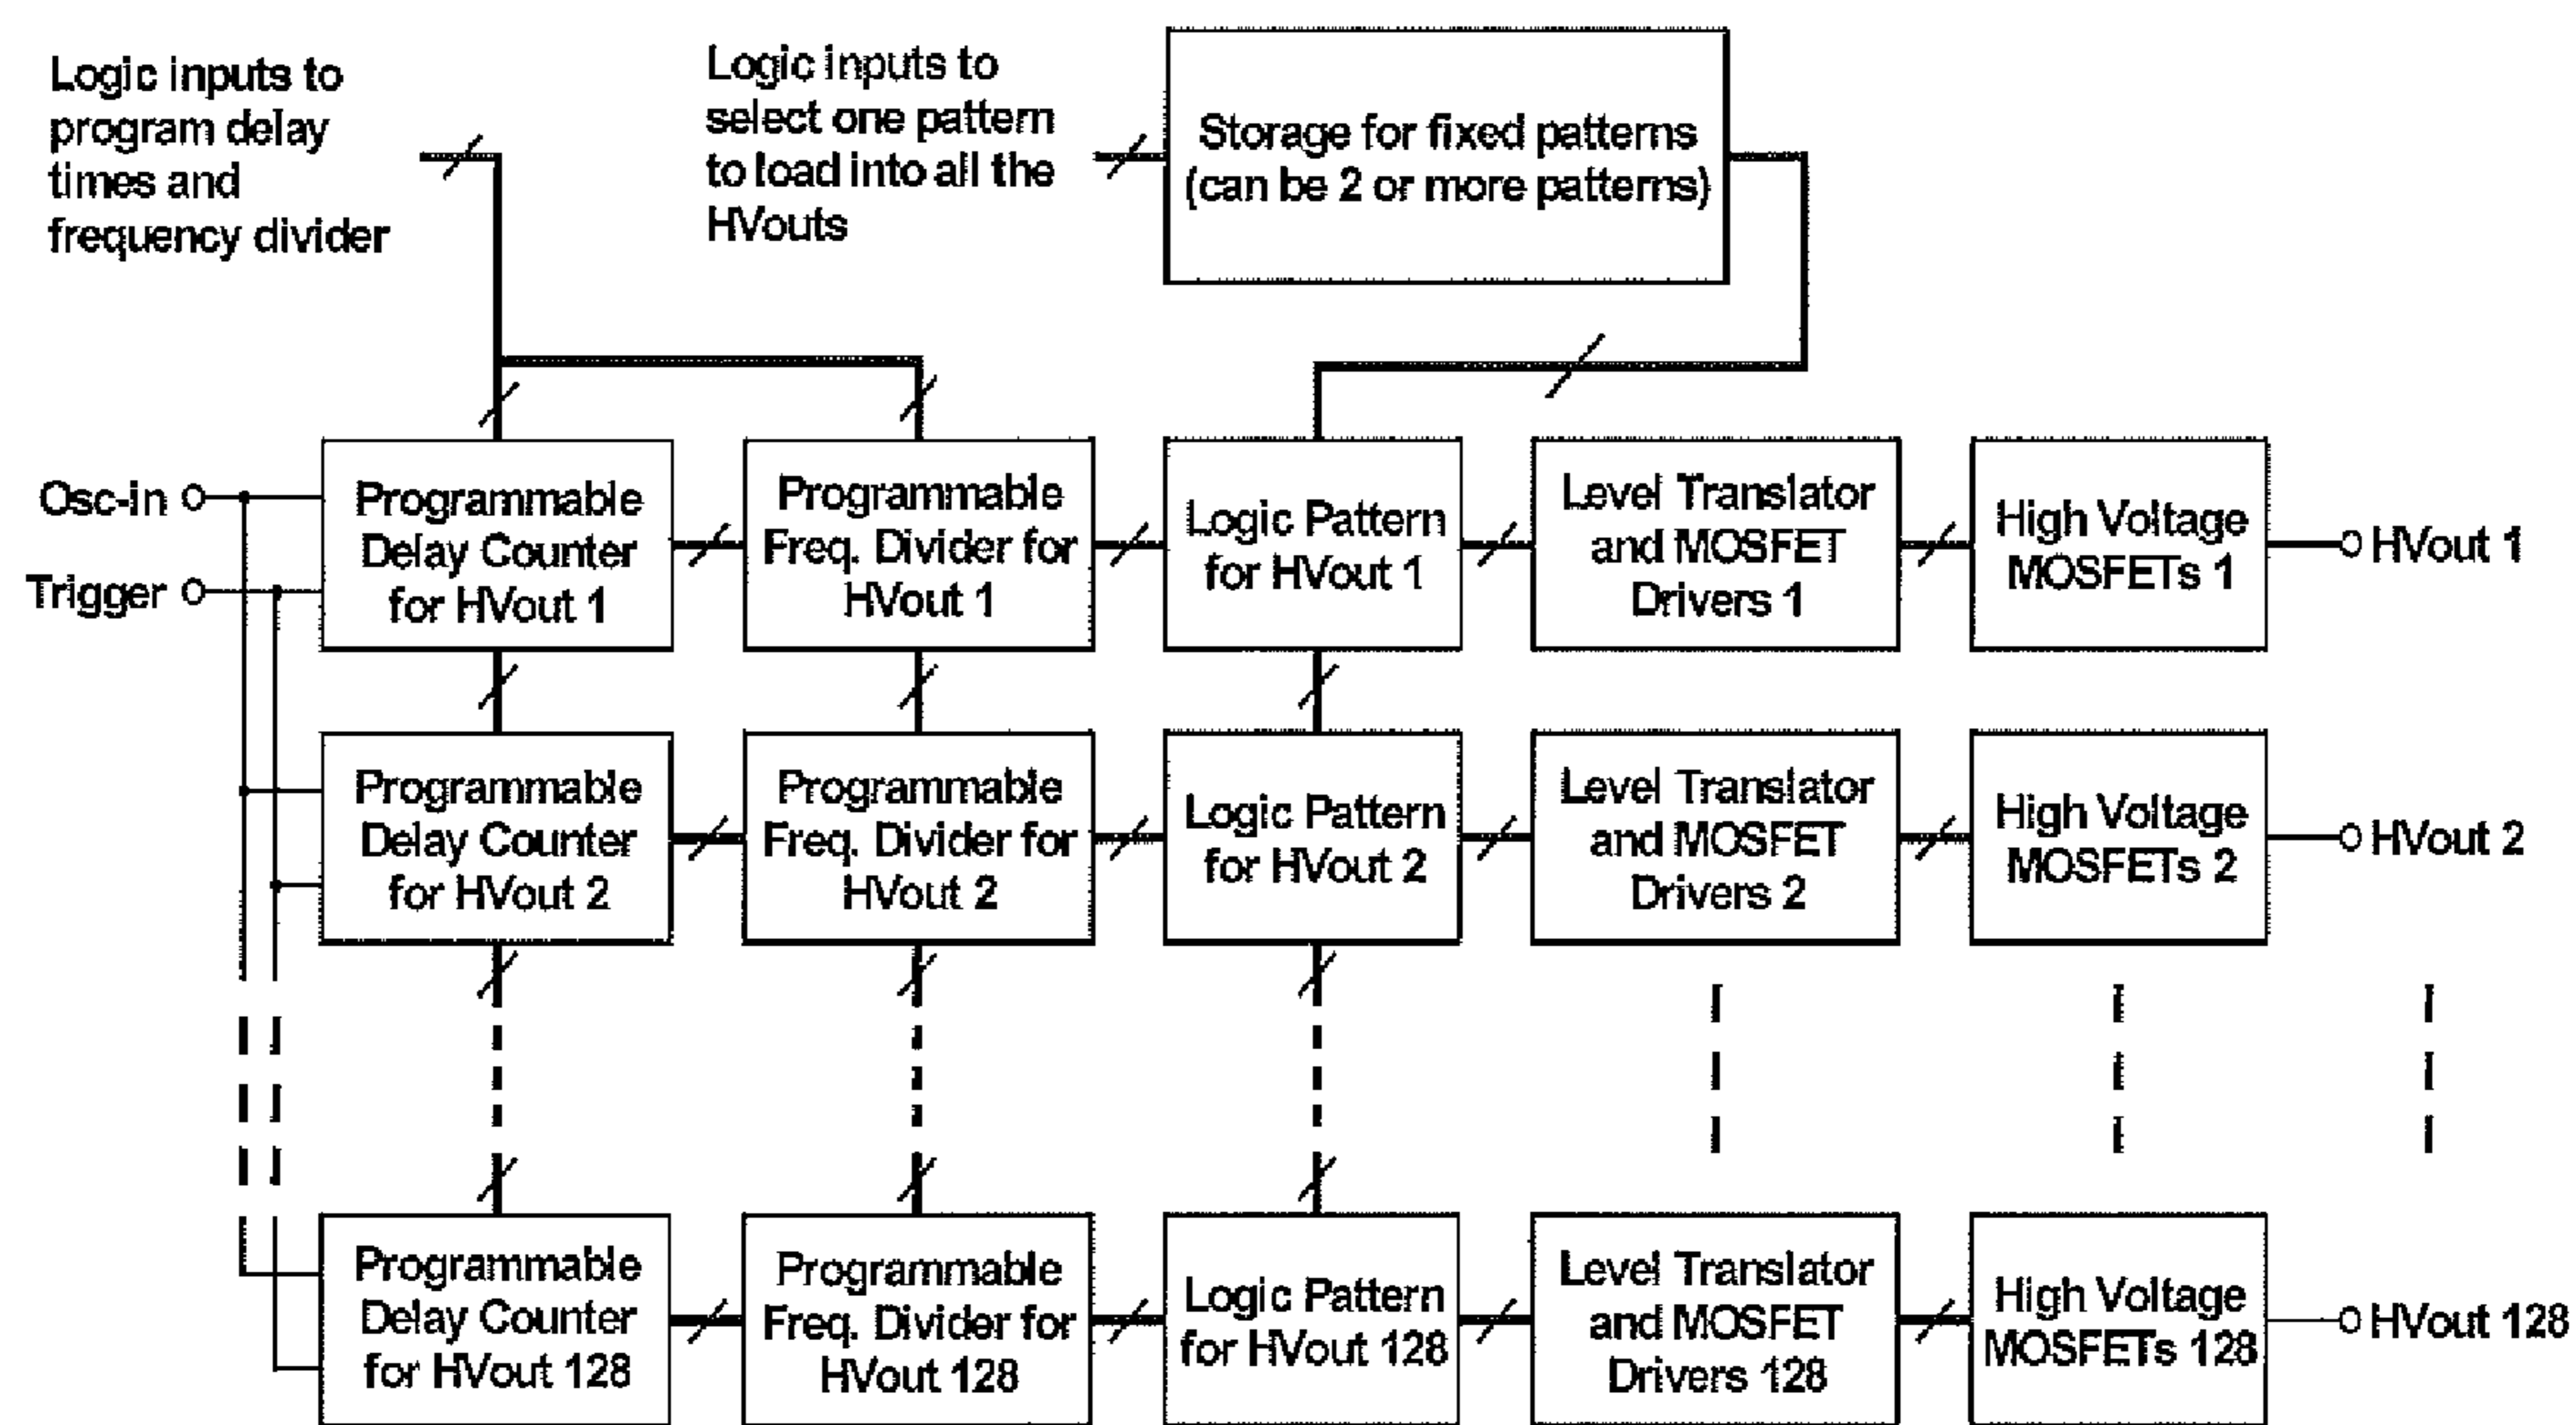 Logic inputs to
program delay
times and
frequency divider
Logic inputs to
select one pattern
to load into all the
HVouts
Storage for fixed patterns
(can be 2 or more patterns)
Osc-in
Trigger
Programmable
Delay Counter
for HVout 1
Programmable
Freq. Divider for
HVout 1
Logic Pattern
for HVout 1
Level Translator
and MOSFET
Drivers 1
High Voltage
MOSFETs 1
HVout 1
Programmable
Delay Counter
for HVout 2
Programmable
Freq. Divider for
HVout 2
Logic Pattern
for HVout 2
Level Translator
and MOSFET
Drivers 2
High Voltage
MOSFETs 2
HVout 2
Programmable
Delay Counter
for HVout 128
Programmable
Freq. Divider for
HVout 128
Logic Pattern
for HVout 128
Level Translator
and MOSFET
Drivers 128
High Voltage
MOSFETs 128
HVout 128